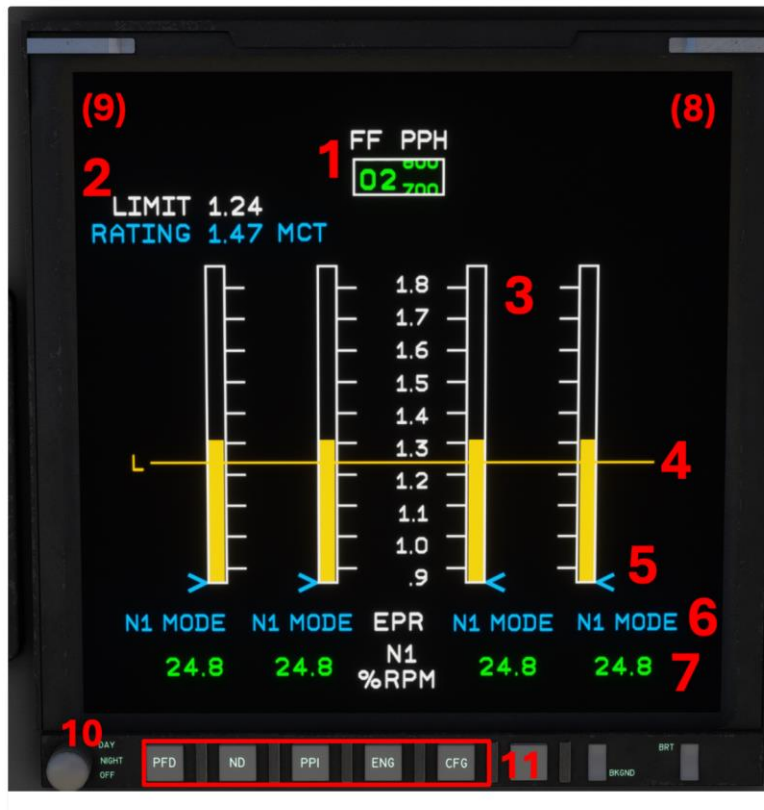 (9)
(8)
1 FF PPH
02 800
700
2
LIMIT 1.24
RATING 1.47 MCT
1.8
3
1.7
1.6
1.5
1.4
1.3
L
4
1.2
1.1
1.0
5
.9
N1 MODE N1 MODE EPR N1 MODE N1 MODE 6
24.8 24.8 N1 %RPM 24.8 24.8 7
10
DAY
NIGHT
OFF
PFD ND PPI ENG CFG 11
BKGND
BRT